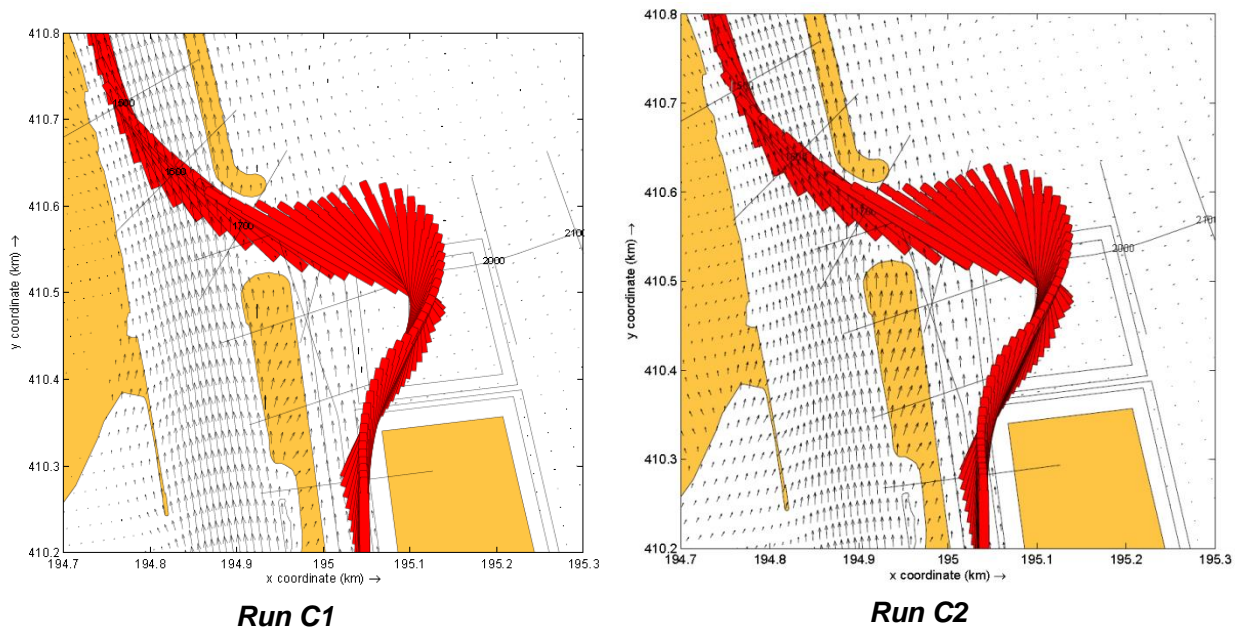 410.8
410.7
410.6
410.5
410.4
410.3
410.2
y coordinate (km) →
194.7 194.8 194.9 195 195.1 195.2 195.3
x coordinate (km) →
1700
2000
2100
Run C1
410.8
410.7
410.6
410.5
410.4
410.3
410.2
y coordinate (km) →
194.7 194.8 194.9 195 195.1 195.2 195.3
x coordinate (km) →
2000
Run C2